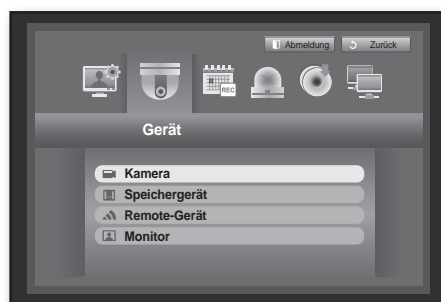 Abmeldung Zurück
REC
Gerät
Kamera
Speichergerät
Remote-Gerät
Monitor